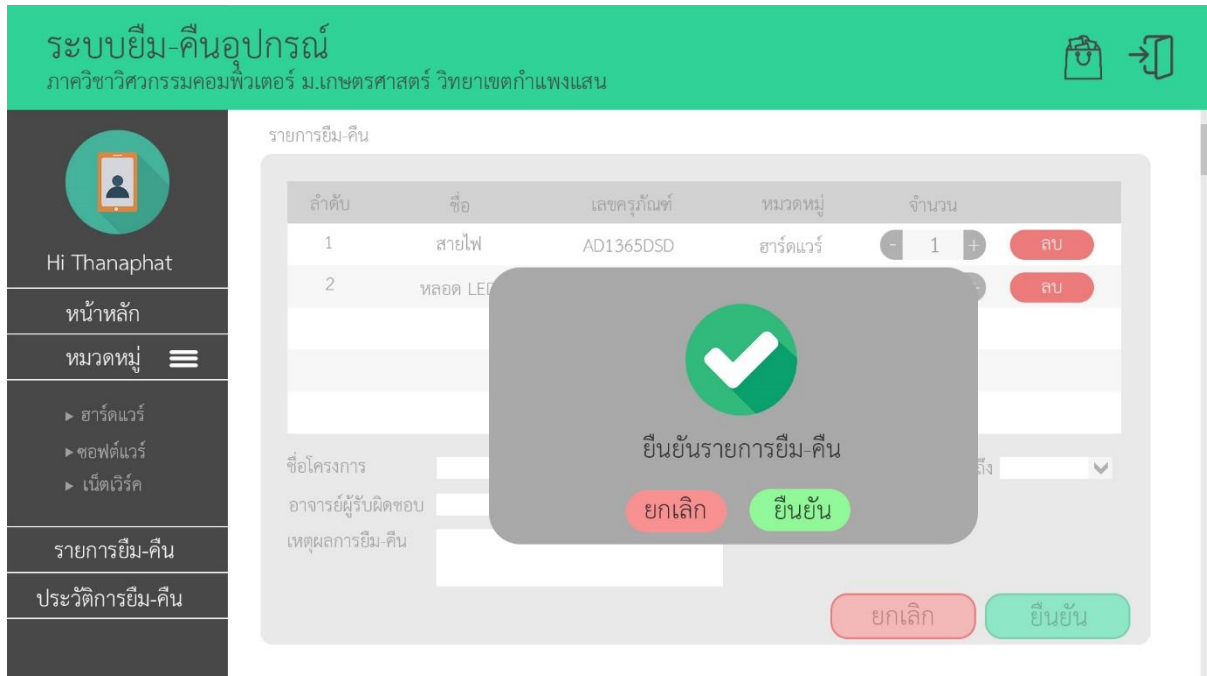 ระบบยืม-คืนอุปกรณ์
ภาควิชาวิศวกรรมคอมพิวเตอร์ ม.เกษตรศาสตร์ วิทยาเขตกำแพงแสน
Hi Thanaphat
หน้าหลัก
หมวดหมู่
► ฮาร์ดแวร์
► ซอฟต์แวร์
► เน็ตเวิร์ค
รายการยืม-คืน
ประวัติการยืม-คืน
รายการยืม-คืน
ลำดับ ชื่อ เลขครุภัณฑ์ หมวดหมู่ จำนวน
1 สายไฟ AD1365DSD ฮาร์ดแวร์ - 1 + ลบ
2 หลอด LED ลบ
ชื่อโครงการ ถึง
อาจารย์ผู้รับผิดชอบ
เหตุผลการยืม-คืน
ยืนยันรายการยืม-คืน
ยกเลิก ยืนยัน
ยกเลิก ยืนยัน